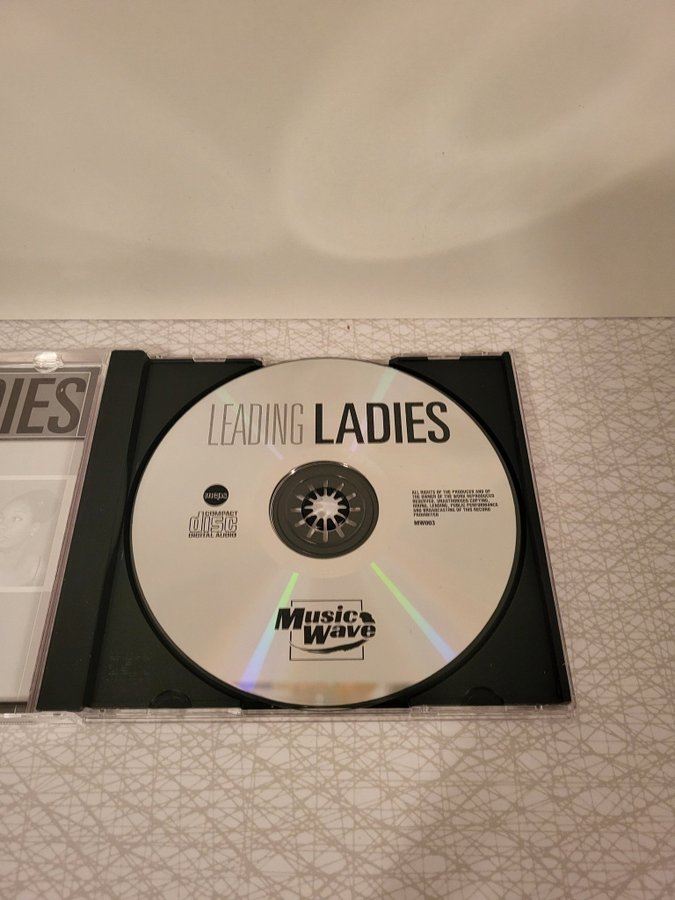 DIES
LEADING LADIES
mcps
COMPACT
disc
DIGITAL AUDIO
ALL RIGHTS OF THE PRODUCER AND OF
THE OWNER OF THE WORK REPRODUCED
RESERVED. UNAUTHORISED COPYING,
HIRING, LENDING, PUBLIC PERFORMANCE
AND BROADCASTING OF THIS RECORD
PROHIBITED
MW003
Music
Wave